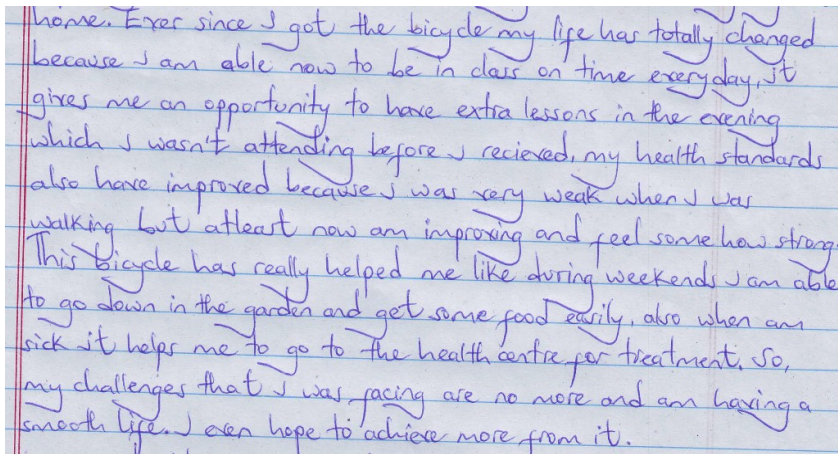 home. Ever since I got the bicycle my life has totally changed
because I am able now to be in class on time everyday, it
gives me an opportunity to have extra lessons in the evening
which I wasn't attending before I recieved, my health standards
also have improved because I was very weak when I was
walking but atleast now am improving and feel some how strong.
This bicycle has really helped me like during weekends I am able
to go down in the garden and get some food easily, also when am
sick it helps me to go to the health centre for treatment. So,
my challenges that I was facing are no more and am having a
smooth life. I even hope to achieve more from it.